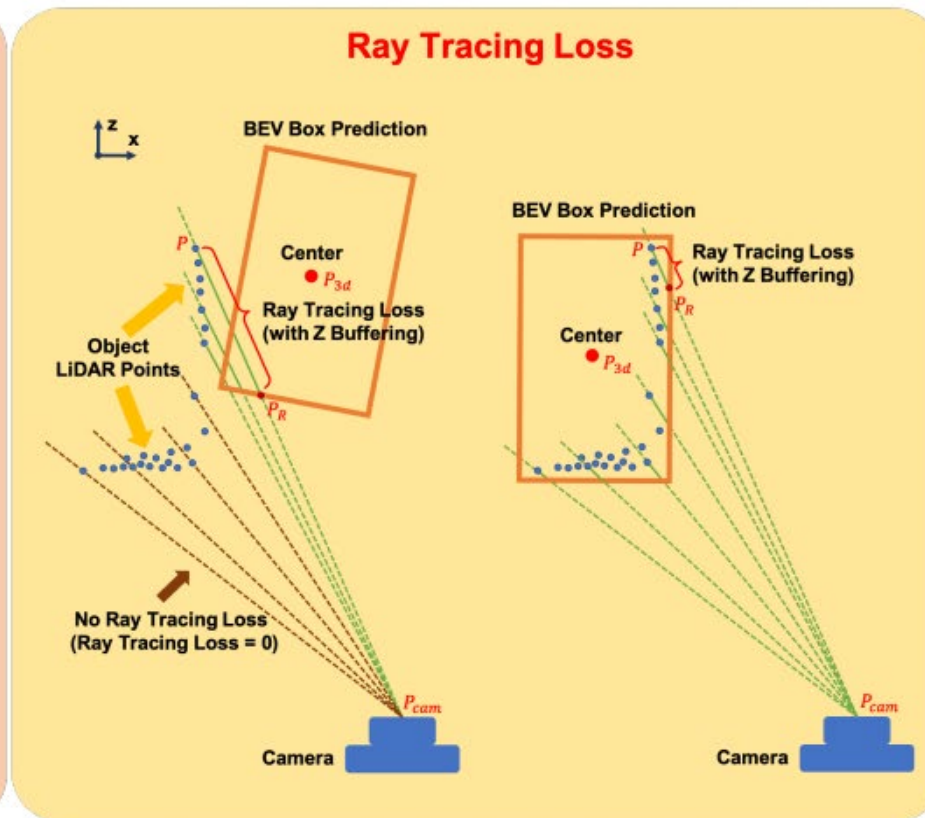 Ray Tracing Loss
z
x
BEV Box Prediction
P
Center
P3d
Ray Tracing Loss
(with Z Buffering)
Object
LiDAR Points
PR
No Ray Tracing Loss
(Ray Tracing Loss = 0)
Pcam
Camera
BEV Box Prediction
P
Ray Tracing Loss
(with Z Buffering)
PR
Center
P3d
Pcam
Camera